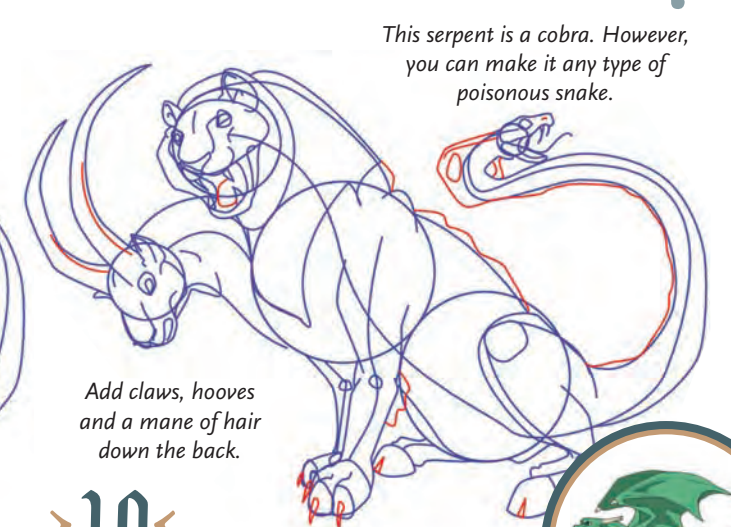 This serpent is a cobra. However,
you can make it any type of
poisonous snake.
Add claws, hooves
and a mane of hair
down the back.
10